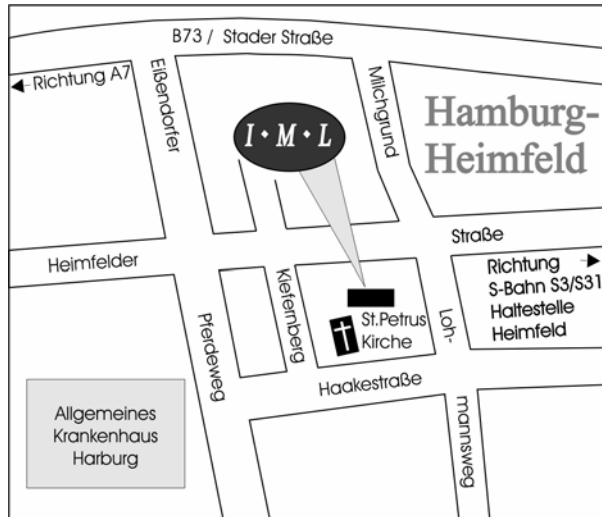 B73 / Stader Straße
Richtung A7
Eißendorfer
Milchgrund
I • M • L
Hamburg-
Heimfeld
Straße
Heimfelder
Richtung
S-Bahn S3/S31
Haltestelle
Heimfeld
Kiefernberg
Pferdeweg
St.Petrus
Kirche
Loh-
mannsweg
Haakestraße
Allgemeines
Krankenhaus
Harburg